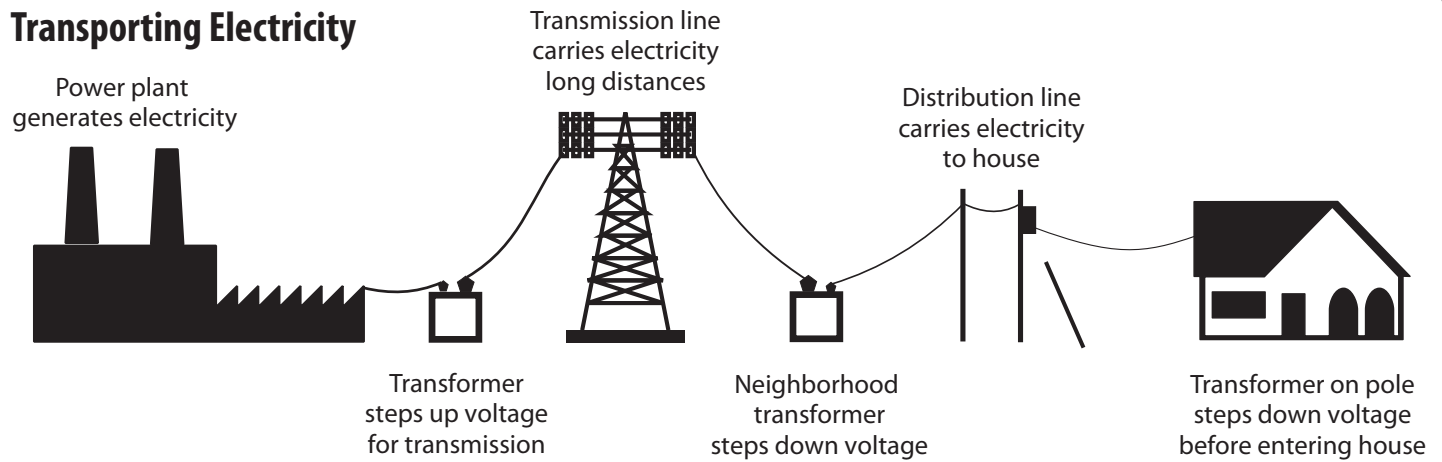 Transporting Electricity
Power plant
generates electricity
Transmission line
carries electricity
long distances
Distribution line
carries electricity
to house
Transformer
steps up voltage
for transmission
Neighborhood
transformer
steps down voltage
Transformer on pole
steps down voltage
before entering house